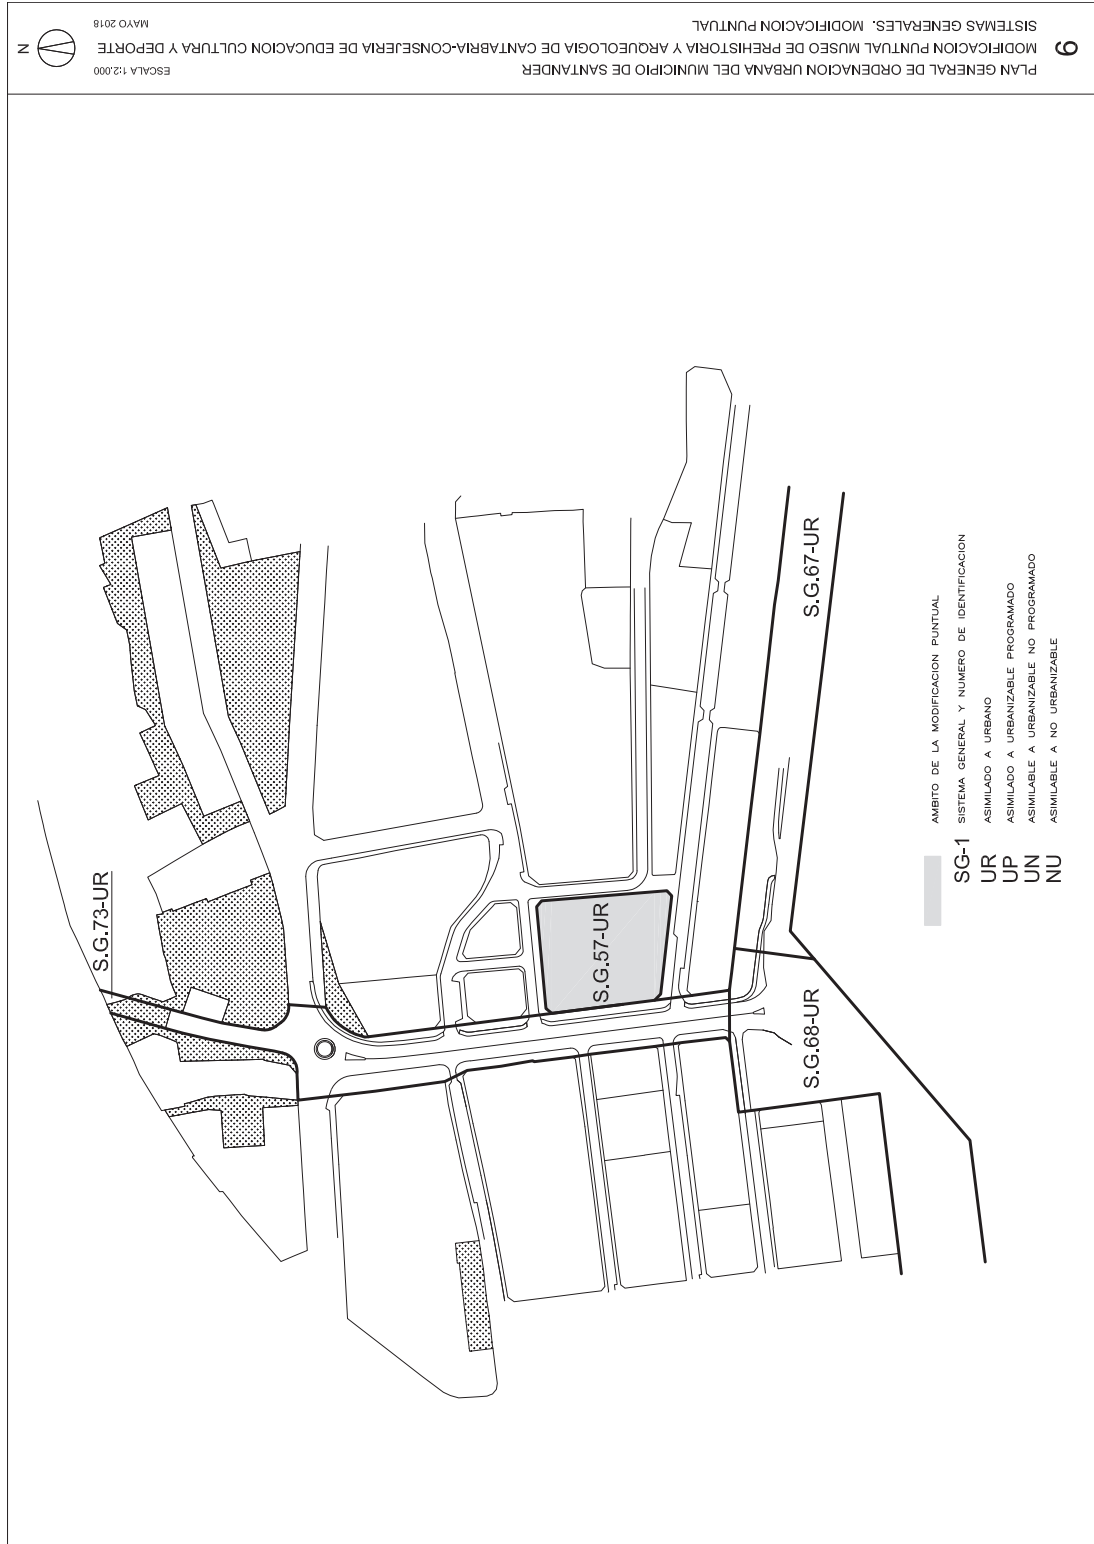 PLAN GENERAL DE ORDENACION URBANA DEL MUNICIPIO DE SANTANDER
MODIFICACION PUNTUAL MUSEO DE PREHISTORIA Y ARQUEOLOGIA DE CANTABRIA-CONSEJERIA DE EDUCACION CULTURA Y DEPORTE
SISTEMAS GENERALES. MODIFICACION PUNTUAL
9
ESCALA 1:2.000
MAYO 2018
N
S.G.73-UR
S.G.57-UR
S.G.67-UR
S.G.68-UR
AMBITO DE LA MODIFICACION PUNTUAL
SG-1 SISTEMA GENERAL Y NUMERO DE IDENTIFICACION
UR ASIMILADO A URBANO
UP ASIMILADO A URBANIZABLE PROGRAMADO
UN ASIMILABLE A URBANIZABLE NO PROGRAMADO
NU ASIMILABLE A NO URBANIZABLE